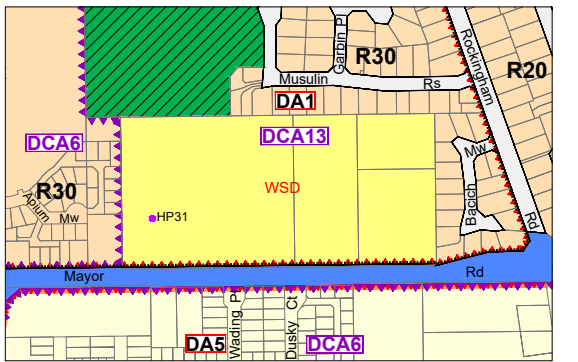 Garbin Pl
R30
Rockingham Rd
R20
Musulin Rs
DA1
DCA6
DCA13
Mw
R30
WSD
Bacich
Apium
Mw
HP31
Mayor Rd
Wading Pl
Dusky Ct
DA5
DCA6